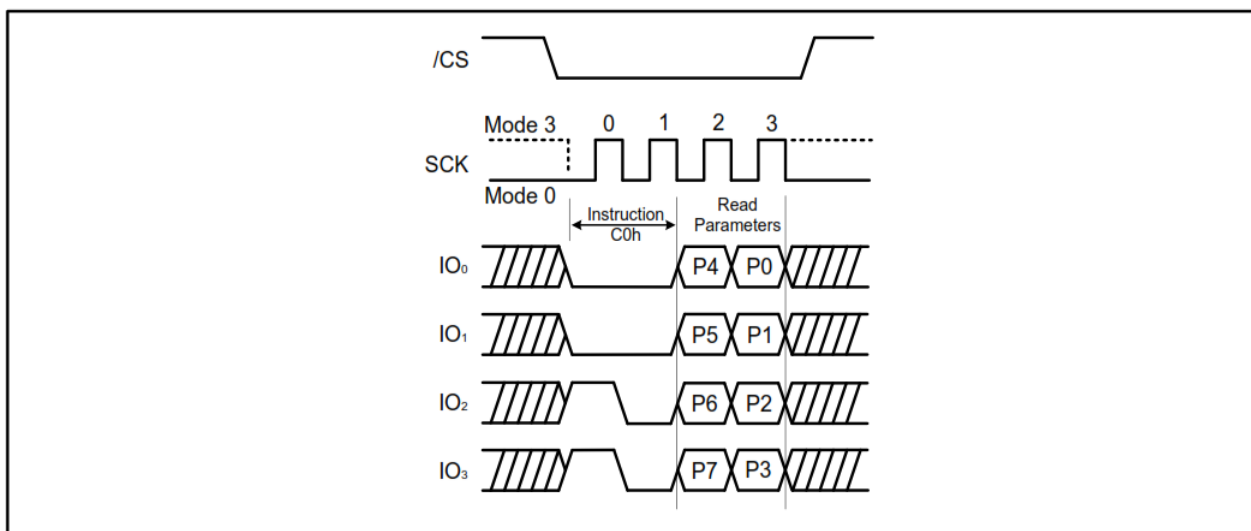 /CS
Mode 3 0 1 2 3
SCK
Mode 0
Instruction
C0h
Read
Parameters
IO₀ P4 P0
IO₁ P5 P1
IO₂ P6 P2
IO₃ P7 P3